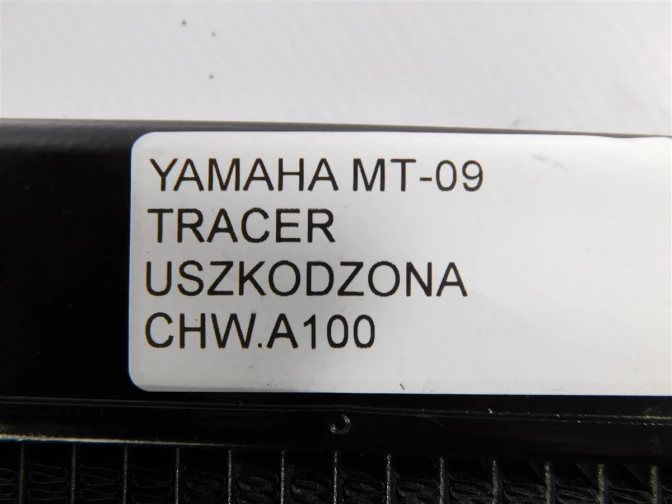 YAMAHA MT-09
TRACER
USZKODZONA
CHW.A100